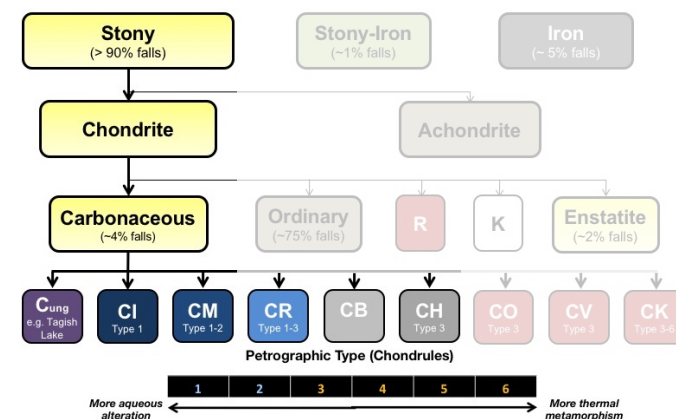 Stony
(> 90% falls)
Stony-Iron
(~1% falls)
Iron
(~ 5% falls)
Chondrite
Achondrite
Carbonaceous
(~4% falls)
Ordinary
(~75% falls)
R
K
Enstatite
(~2% falls)
Cung
e.g. Tagish
Lake
CI
Type 1
CM
Type 1-2
CR
Type 1-3
CB
CH
Type 3
CO
Type 3
CV
Type 3
CK
Type 3-6
Petrographic Type (Chondrules)
1 2 3 4 5 6
More aqueous
alteration
More thermal
metamorphism